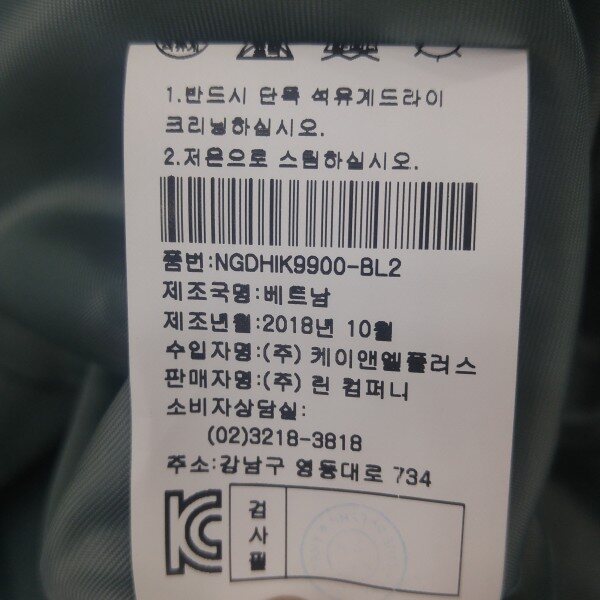 1.반드시 단독 석유계드라이
크리닝하십시오.
2.저온으로 스팀하십시오.
품번:NGDHIK9900-BL2
제조국명:베트남
제조년월:2018년 10월
수입자명:(주) 케이앤엘플러스
판매자명:(주) 린 컴퍼니
소비자상담실:
(02)3218-3818
주소:강남구 영동대로 734
검
사
필